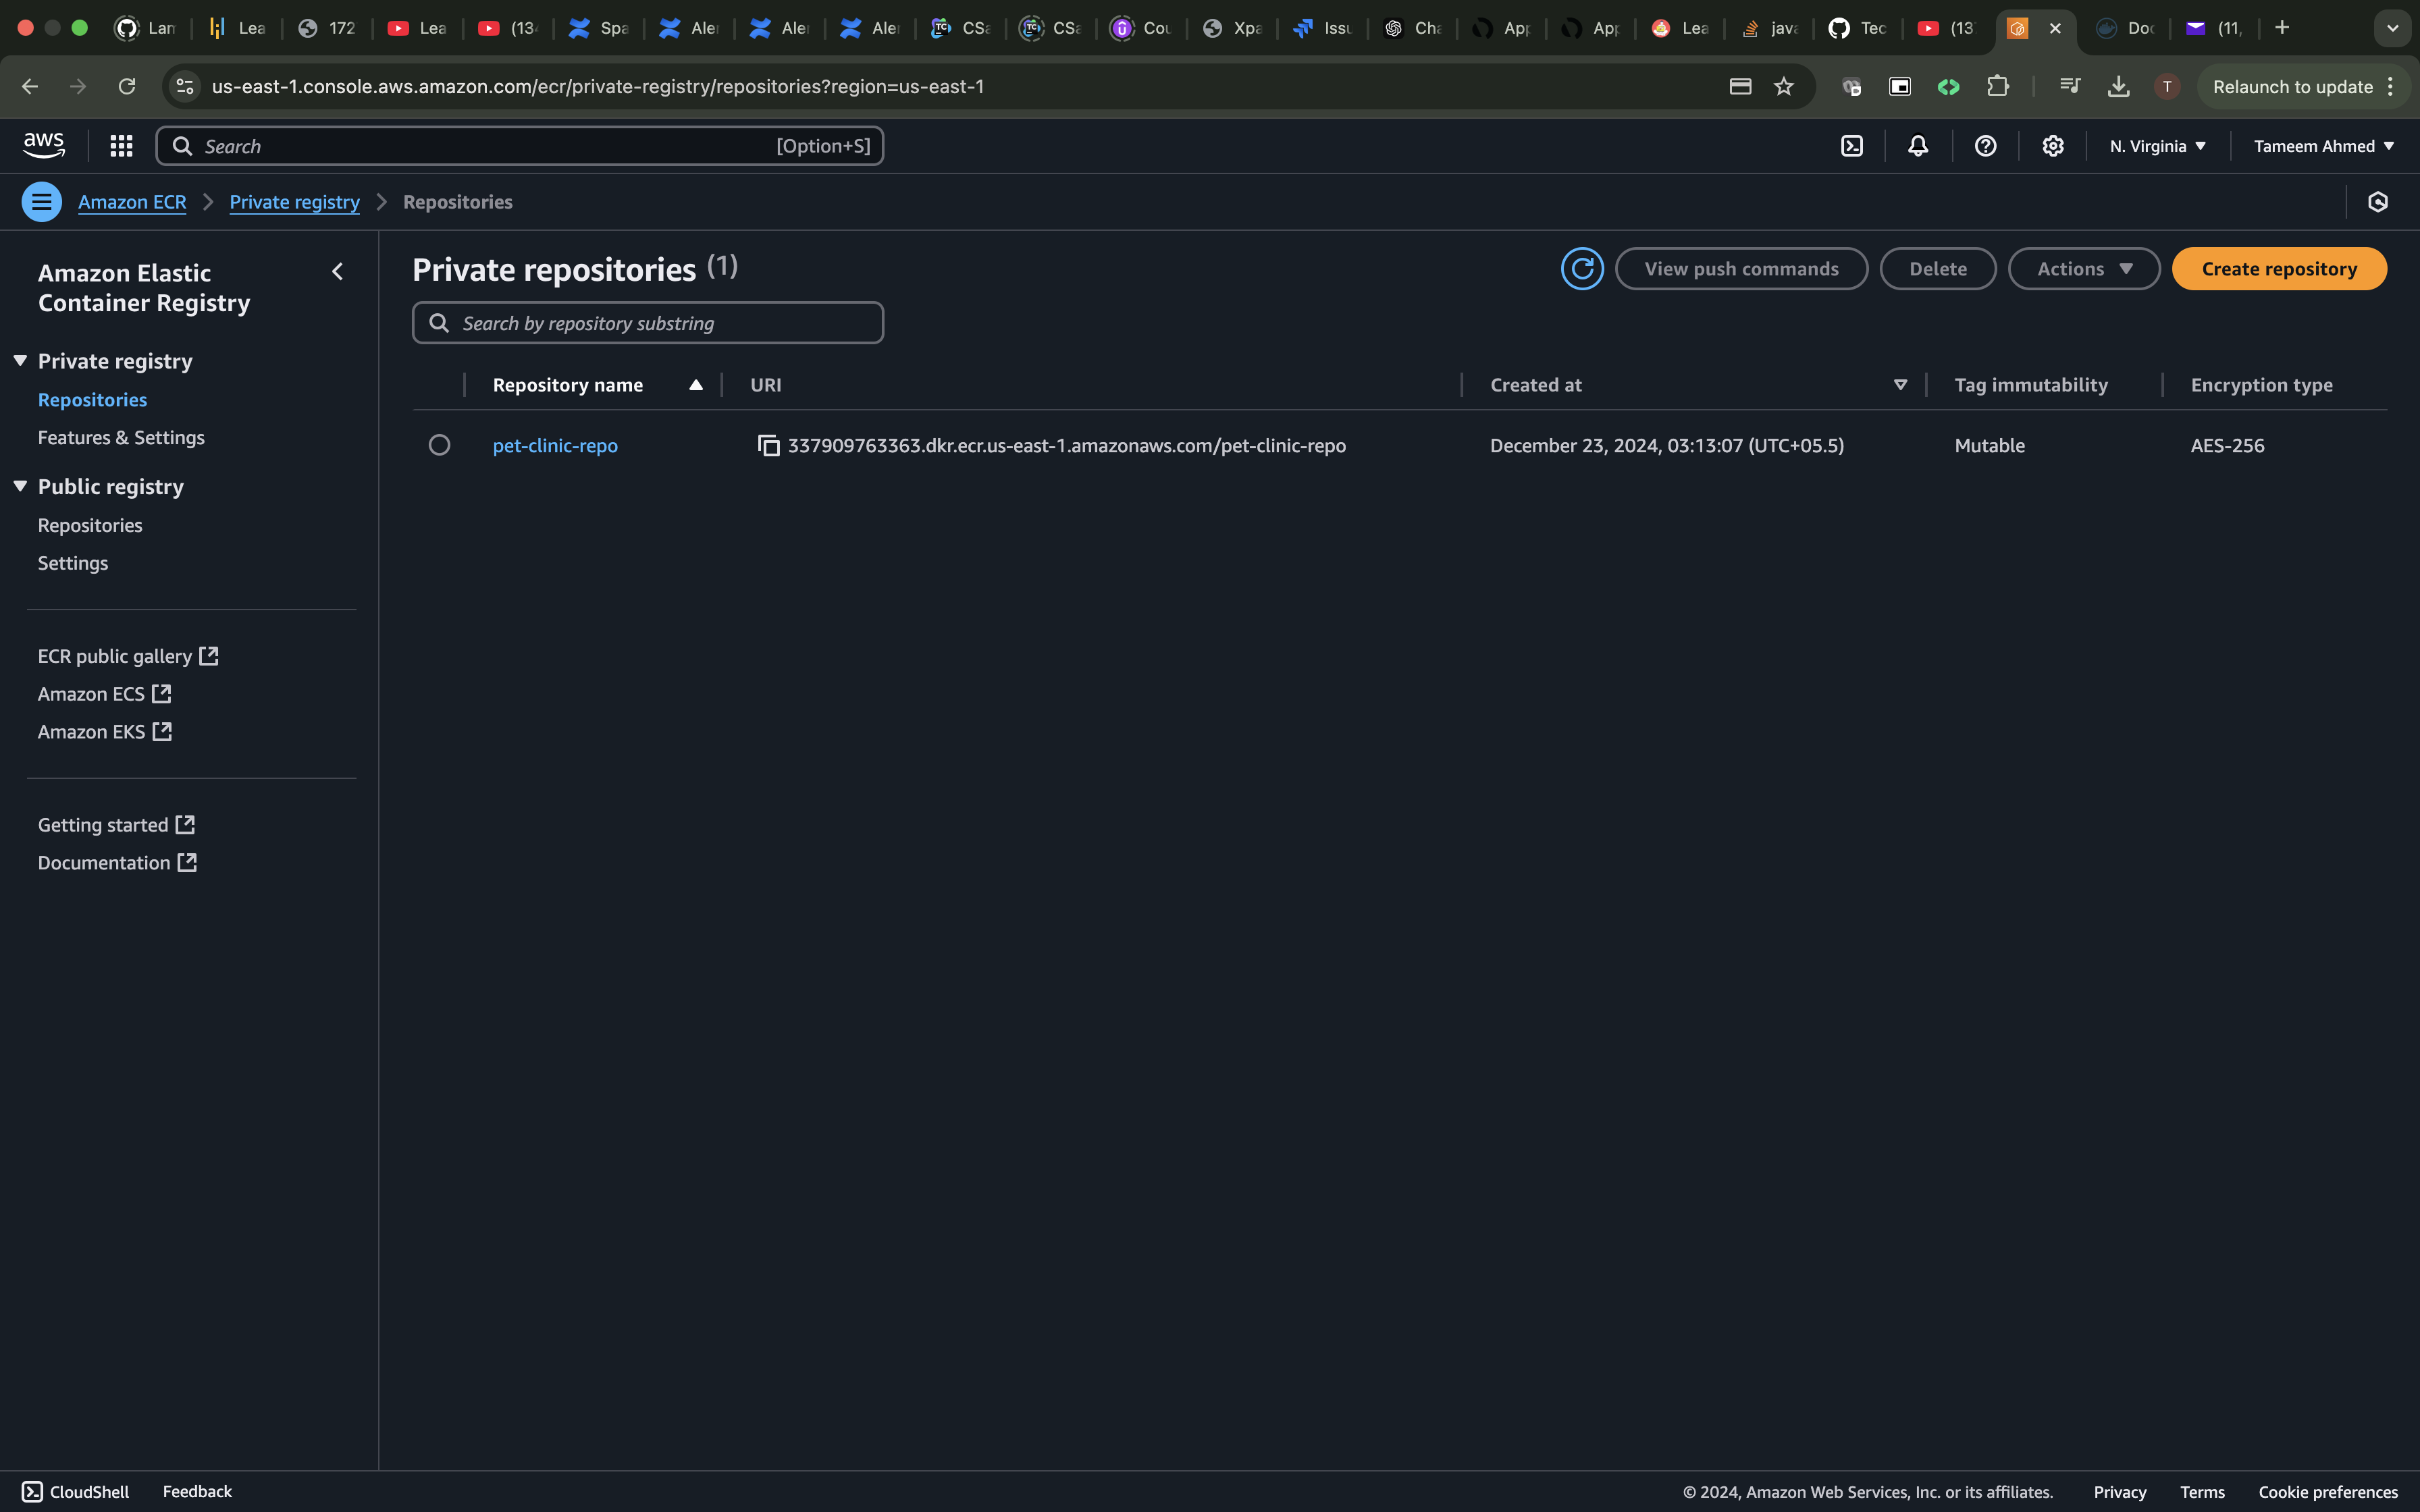 Lan Lea 172 Lea (134 Spa Aler Aler Aler CSa CSa Cou Xpa Issu Cha App App Lea java Tec (13 Doc (11,
us-east-1.console.aws.amazon.com/ecr/private-registry/repositories?region=us-east-1
T
Relaunch to update
aws
Search
[Option+S]
N. Virginia
Tameem Ahmed
Amazon ECR
Private registry
Repositories
Amazon Elastic
Container Registry
Private registry
Repositories
Features & Settings
Public registry
Repositories
Settings
ECR public gallery
Amazon ECS
Amazon EKS
Getting started
Documentation
Private repositories (1)
View push commands
Delete
Actions
Create repository
Search by repository substring
Repository name
URI
Created at
Tag immutability
Encryption type
pet-clinic-repo
337909763363.dkr.ecr.us-east-1.amazonaws.com/pet-clinic-repo
December 23, 2024, 03:13:07 (UTC+05.5)
Mutable
AES-256
CloudShell
Feedback
© 2024, Amazon Web Services, Inc. or its affiliates.
Privacy
Terms
Cookie preferences